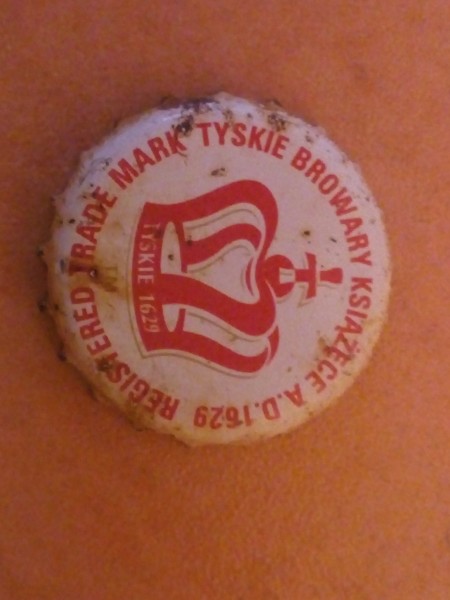 TYSKIE BROWARY KSIĄŻĘCE A.D.1629 REGISTERED TRADE MARK
TYSKIE 1629